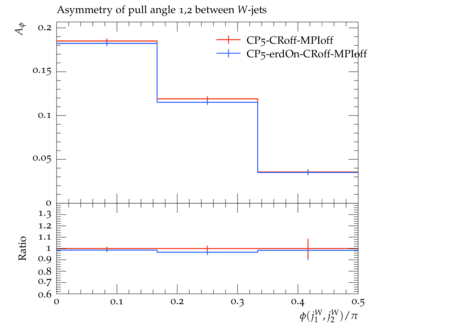 Asymmetry of pull angle 1,2 between W-jets
A_ϕ
CP5-CRoff-MPIoff
CP5-erdOn-CRoff-MPIoff
0.2
0.15
0.1
0.05
0
Ratio
1.3
1.2
1.1
1
0.9
0.8
0.7
0.6
0 0.1 0.2 0.3 0.4 0.5
ϕ(j_1^W, j_2^W)/π